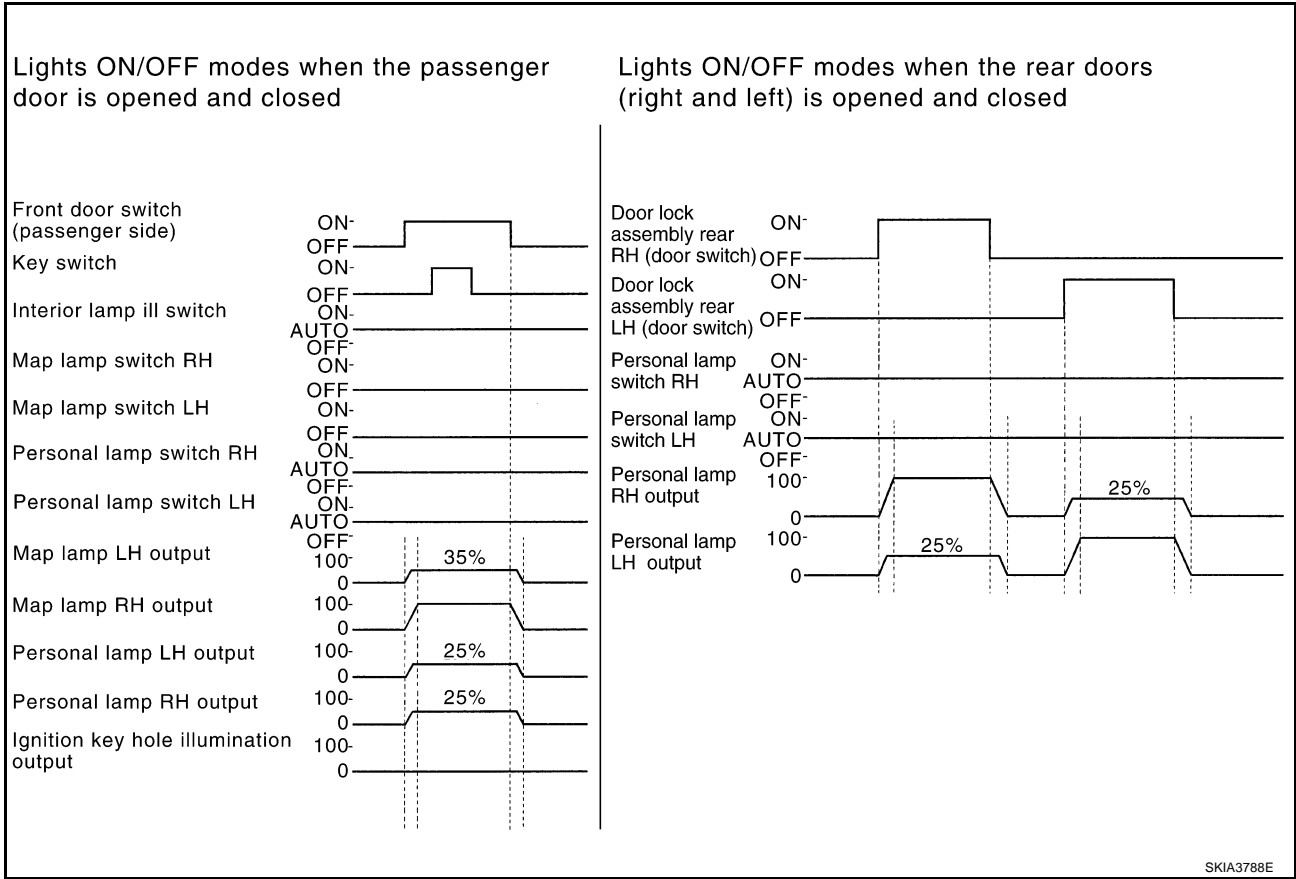 Lights ON/OFF modes when the passenger
door is opened and closed
Front door switch
(passenger side)
ON-
OFF
Key switch
ON-
OFF
Interior lamp ill switch
ON-
AUTO
OFF-
Map lamp switch RH
ON-
OFF
Map lamp switch LH
ON-
OFF
Personal lamp switch RH
ON-
AUTO
OFF-
Personal lamp switch LH
ON-
AUTO
OFF-
Map lamp LH output
100-
0
35%
Map lamp RH output
100-
0
Personal lamp LH output
100-
0
25%
Personal lamp RH output
100-
0
25%
Ignition key hole illumination
output
100-
0
Lights ON/OFF modes when the rear doors
(right and left) is opened and closed
Door lock
assembly rear
RH (door switch)
ON-
OFF
Door lock
assembly rear
LH (door switch)
ON-
OFF
Personal lamp
switch RH
ON-
AUTO
OFF-
Personal lamp
switch LH
ON-
AUTO
OFF-
Personal lamp
RH output
100-
0
25%
Personal lamp
LH output
100-
0
25%
SKIA3788E